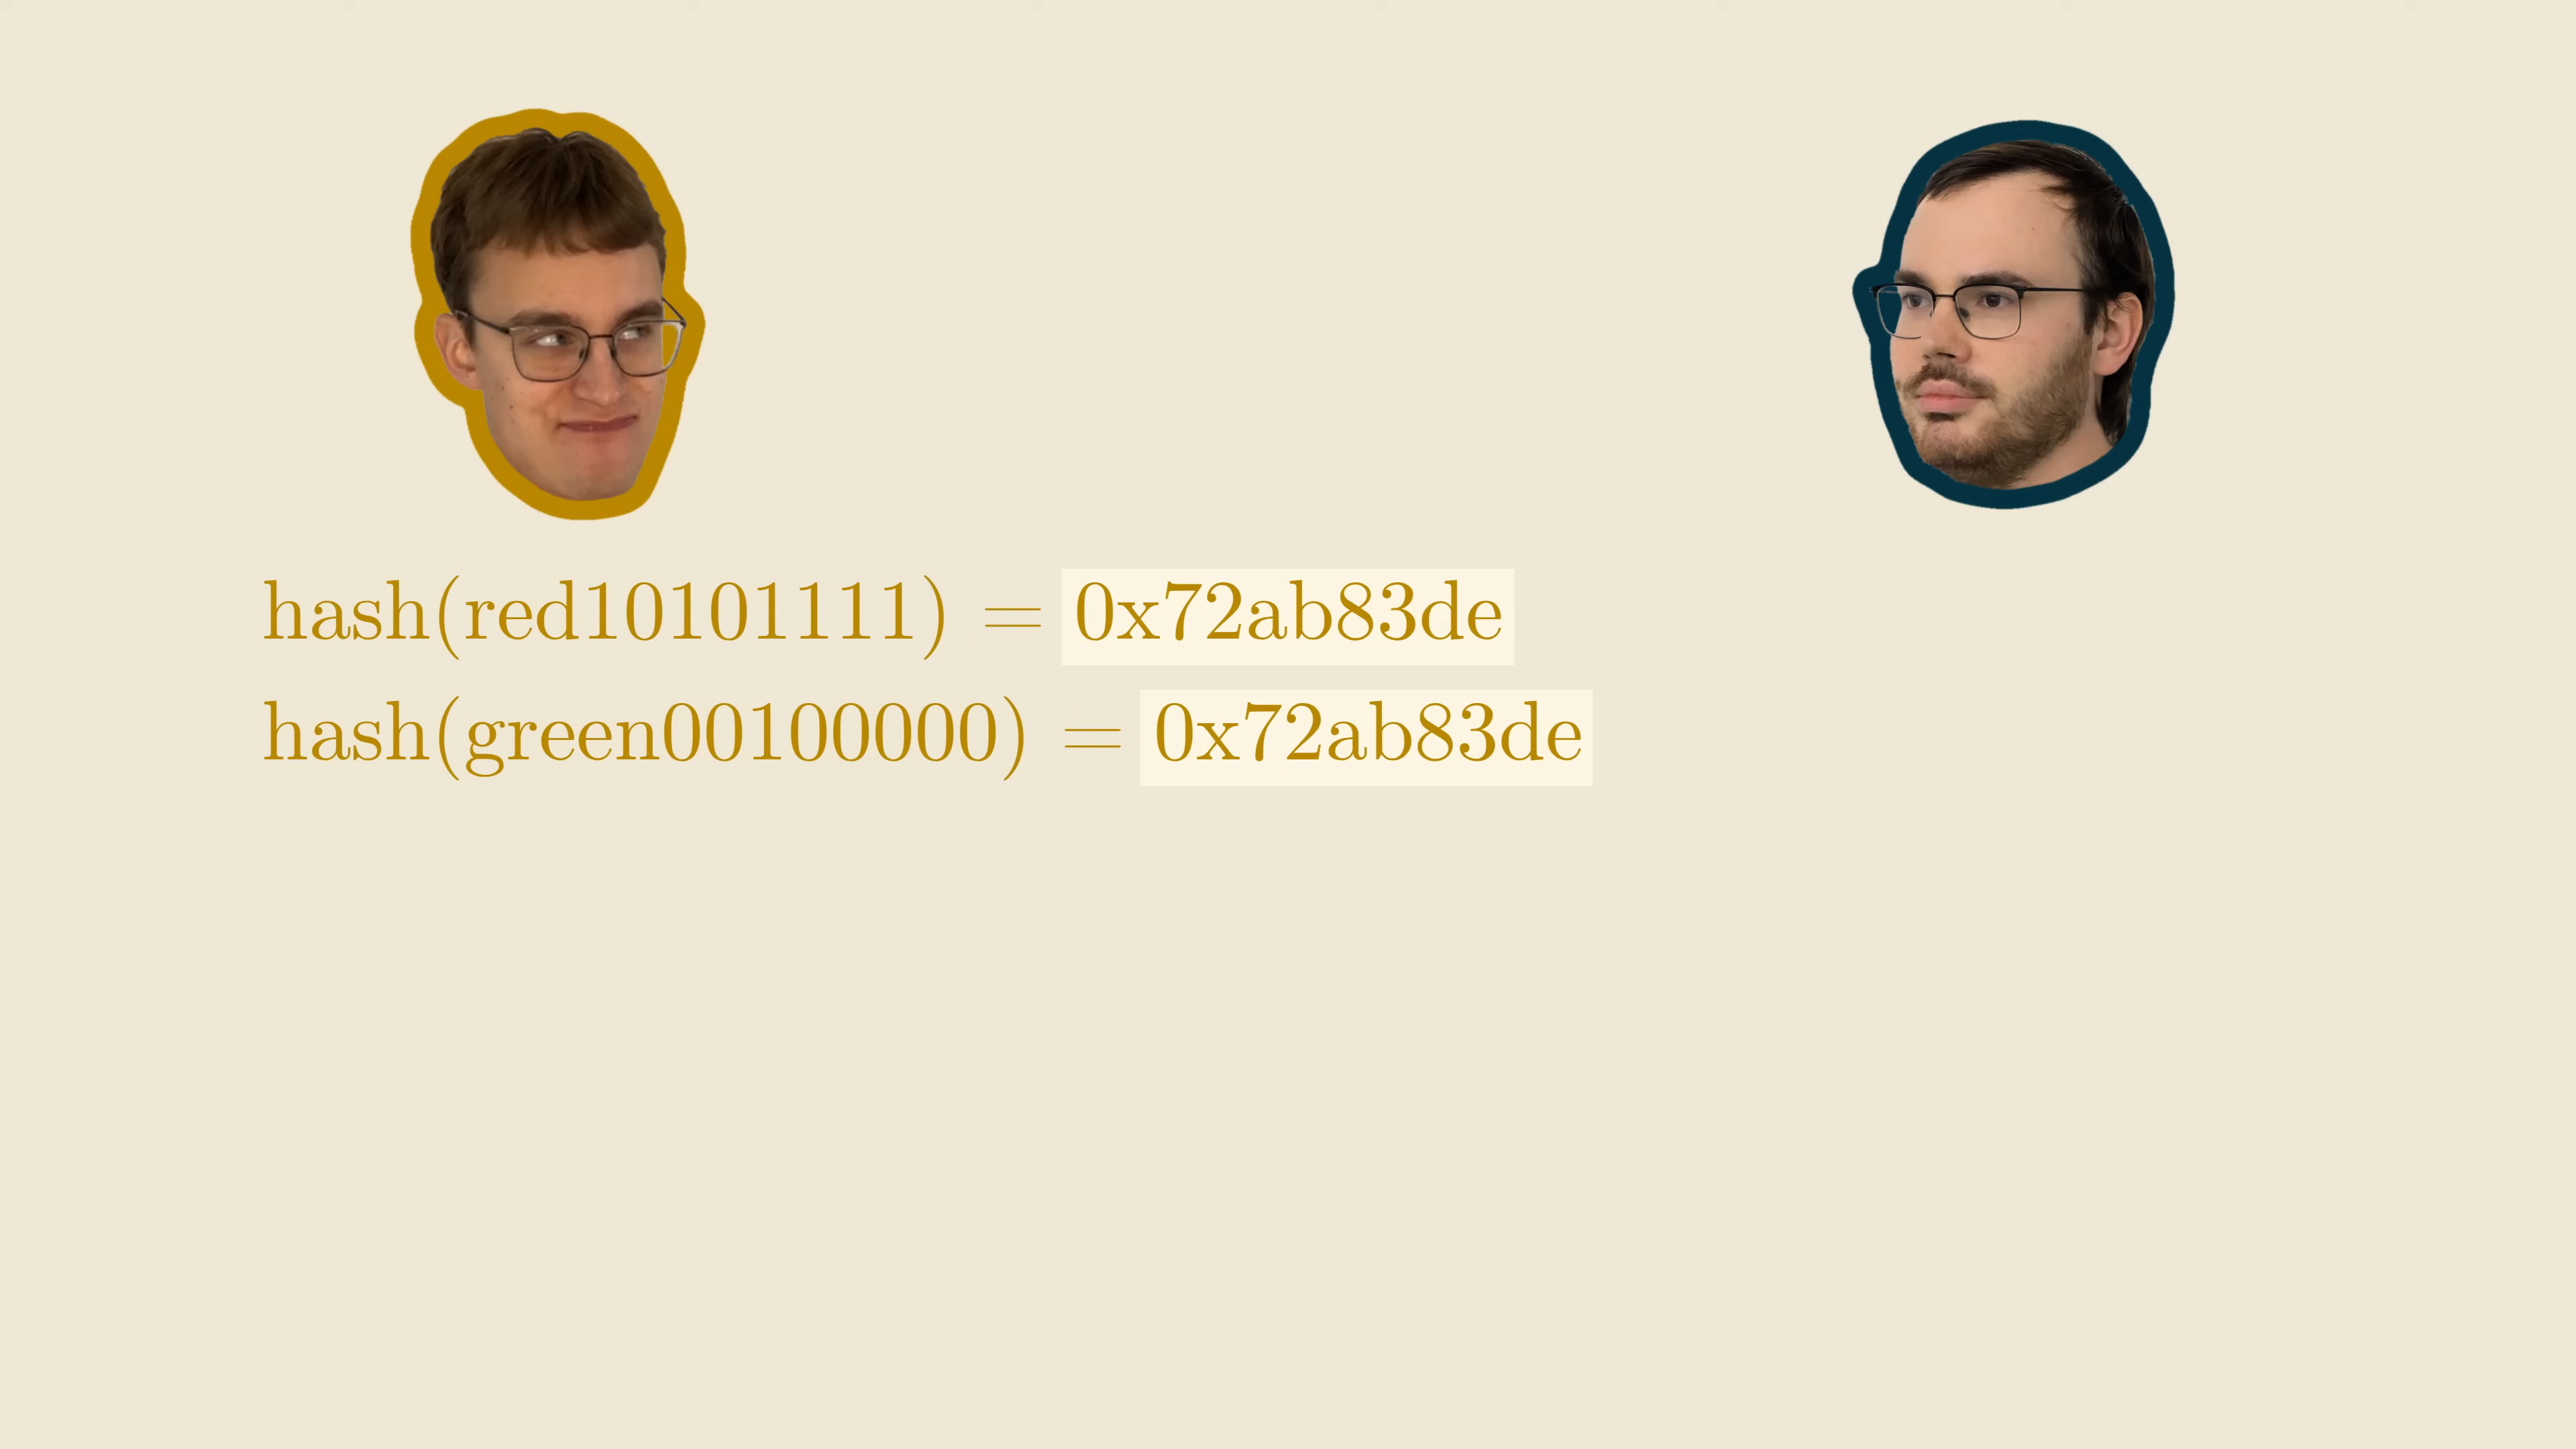 hash(red10101111) = 0x72ab83de
hash(green00100000) = 0x72ab83de